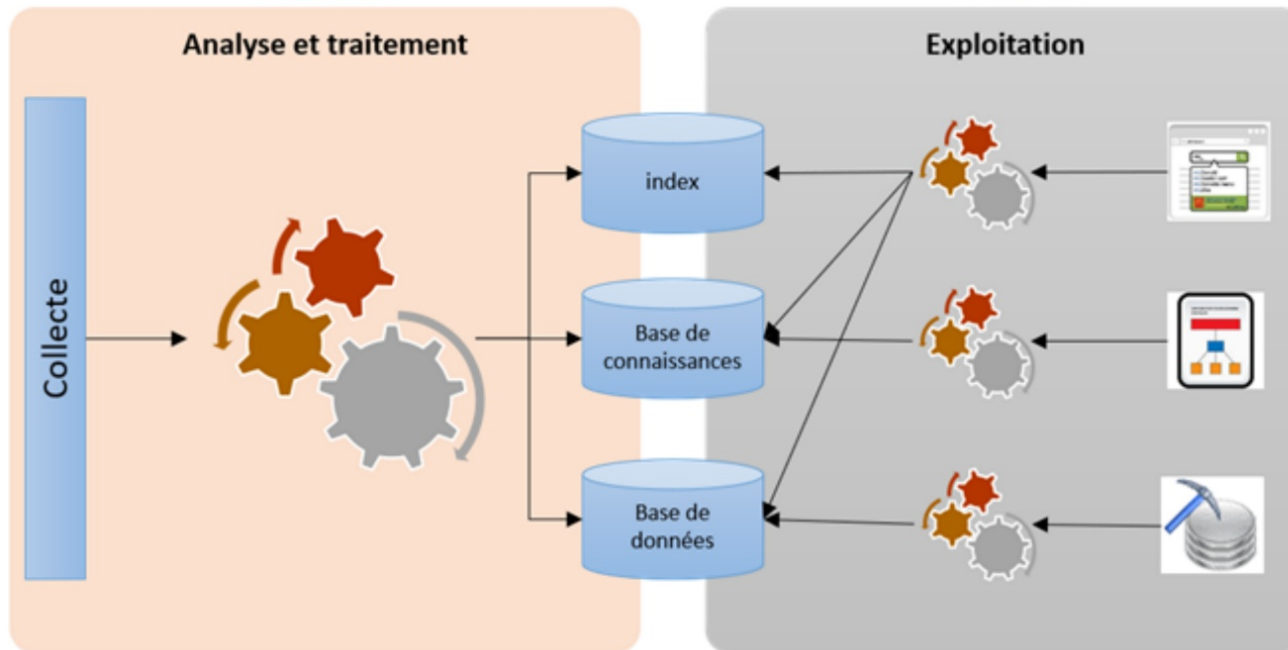 Analyse et traitement
Exploitation
Collecte
index
Base de
connaissances
Base de
données